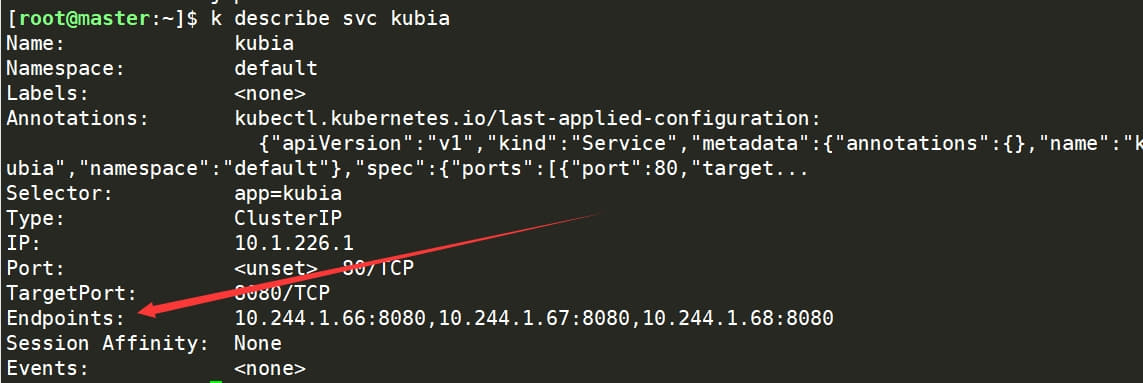 [root@master:~]$ k describe svc kubia
Name:              kubia
Namespace:         default
Labels:            <none>
Annotations:       kubectl.kubernetes.io/last-applied-configuration:
                     {"apiVersion":"v1","kind":"Service","metadata":{"annotations":{},"name":"k
ubia","namespace":"default"},"spec":{"ports":[{"port":80,"target...
Selector:          app=kubia
Type:              ClusterIP
IP:                10.1.226.1
Port:              <unset>  80/TCP
TargetPort:        8080/TCP
Endpoints:         10.244.1.66:8080,10.244.1.67:8080,10.244.1.68:8080
Session Affinity:  None
Events:            <none>